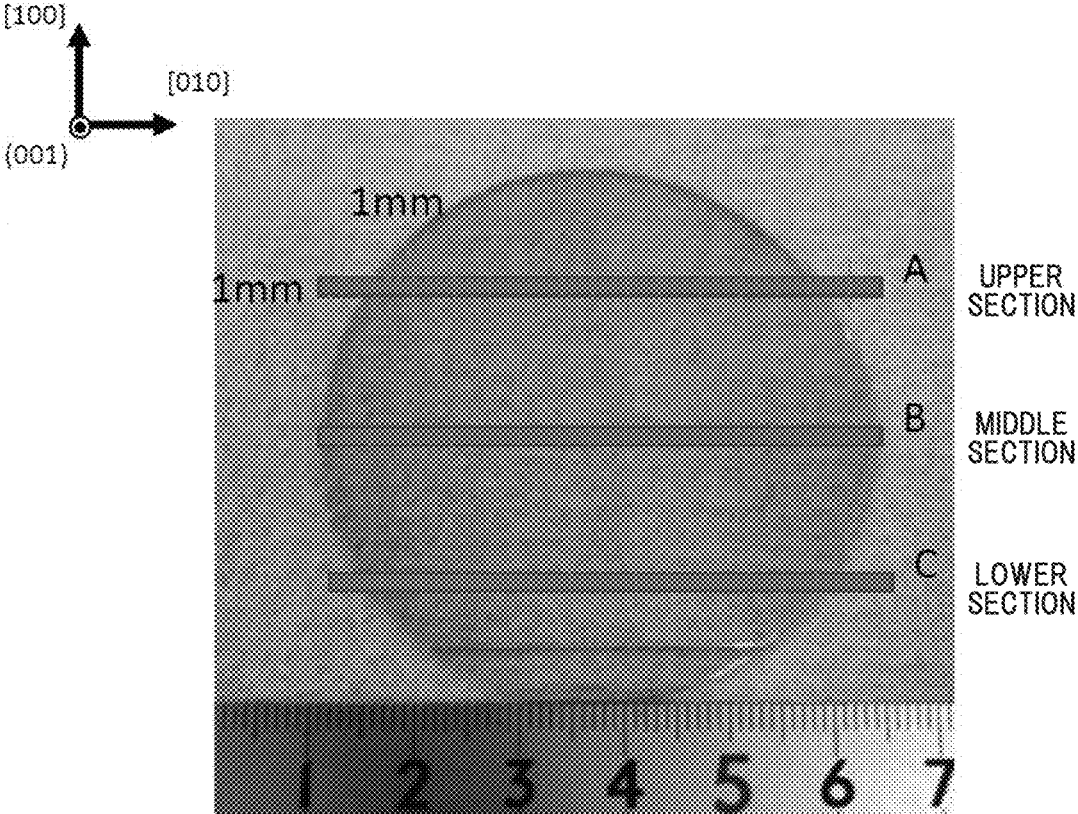 [100]
[010]
{001}
1mm
1mm
A
UPPER
SECTION
B
MIDDLE
SECTION
C
LOWER
SECTION
1 2 3 4 5 6 7